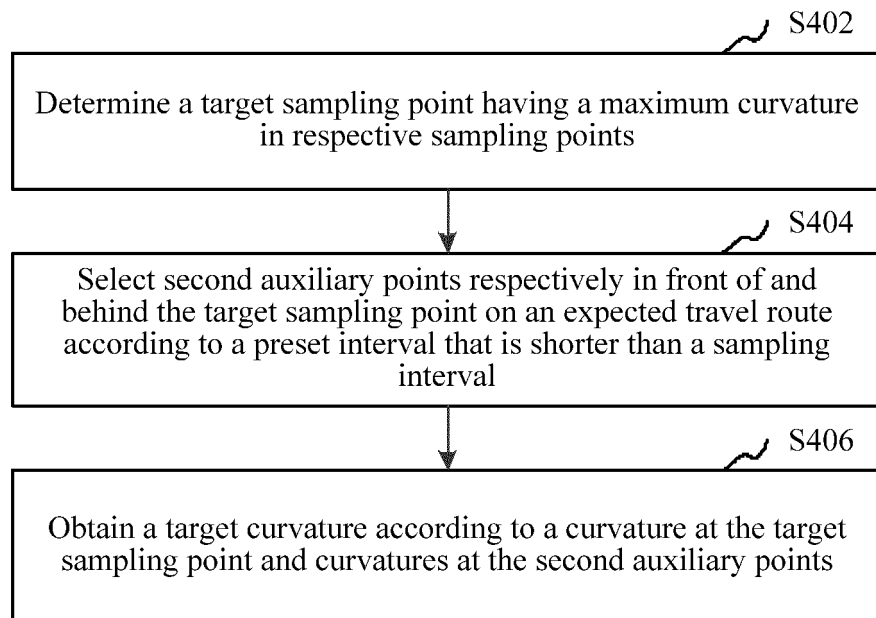 S402
Determine a target sampling point having a maximum curvature
in respective sampling points
S404
Select second auxiliary points respectively in front of and
behind the target sampling point on an expected travel route
according to a preset interval that is shorter than a sampling
interval
S406
Obtain a target curvature according to a curvature at the target
sampling point and curvatures at the second auxiliary points